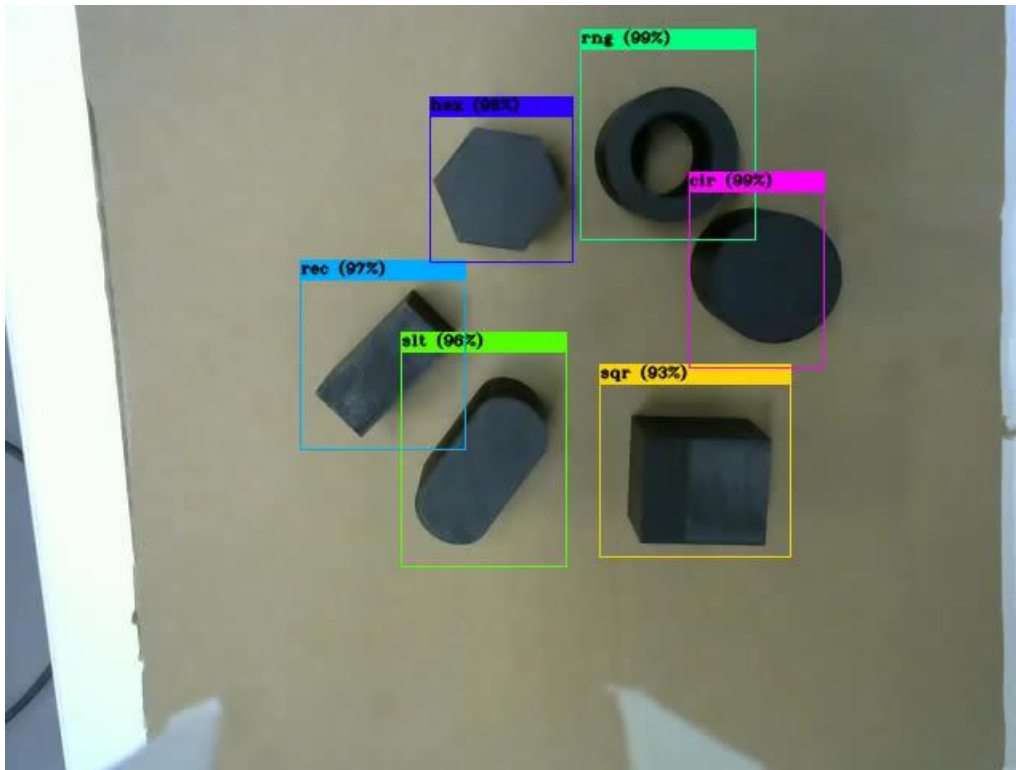 rng (99%)
hex (98%)
cir (99%)
rec (97%)
slt (96%)
sqr (93%)